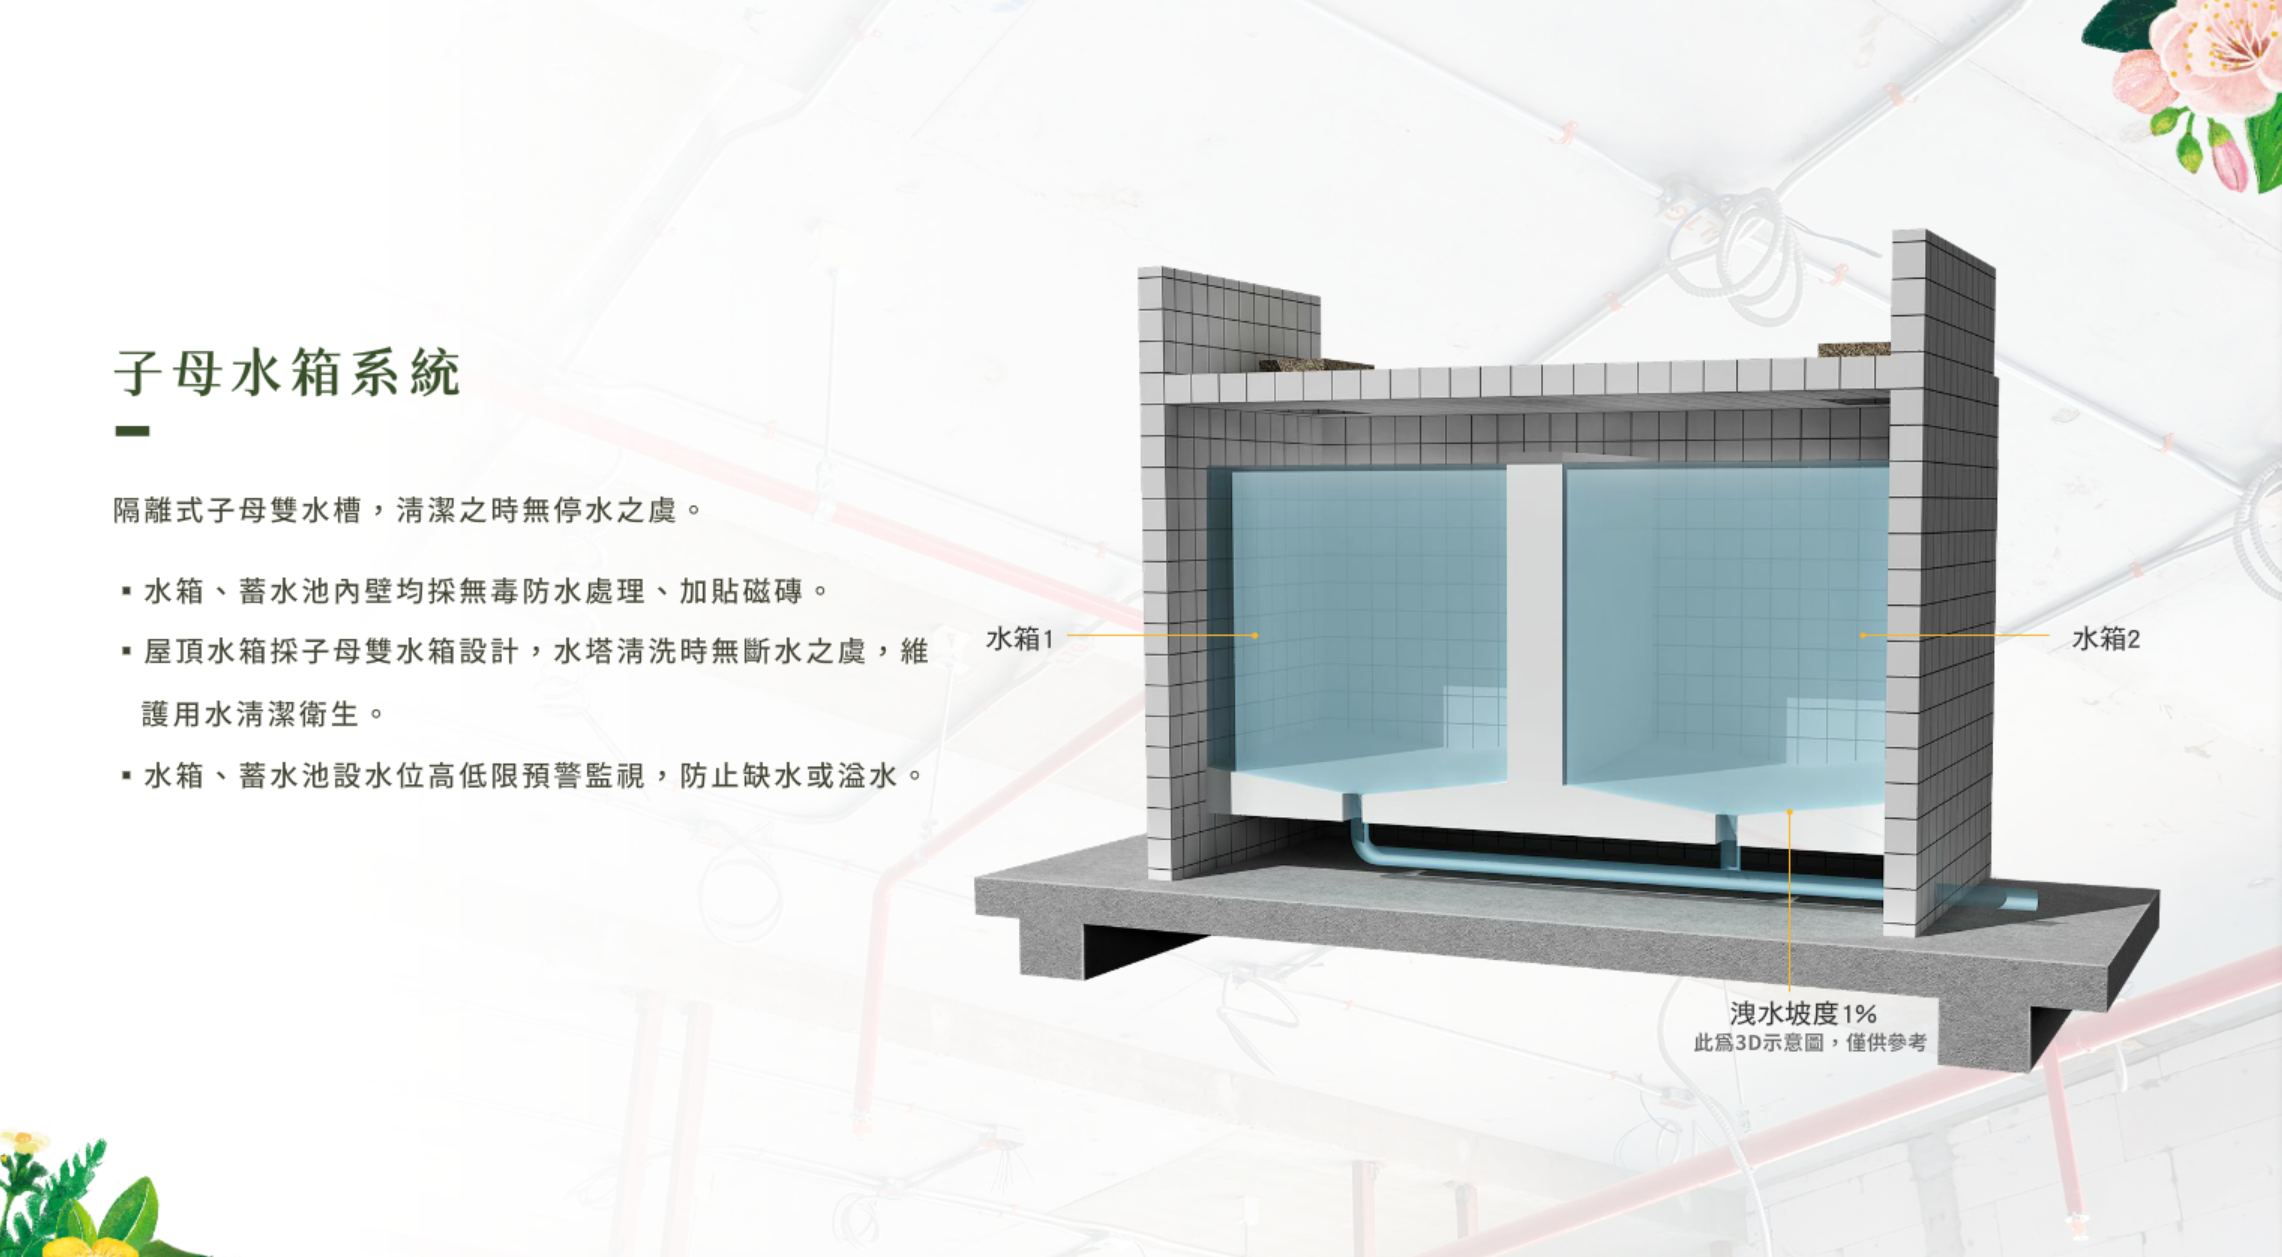 子母水箱系統
隔離式子母雙水槽，清潔之時無停水之虞。
▪水箱、蓄水池內壁均採無毒防水處理、加貼磁磚。
▪屋頂水箱採子母雙水箱設計，水塔清洗時無斷水之虞，維
護用水清潔衛生。
▪水箱、蓄水池設水位高低限預警監視，防止缺水或溢水。
水箱1
水箱2
洩水坡度1%
此為3D示意圖，僅供參考